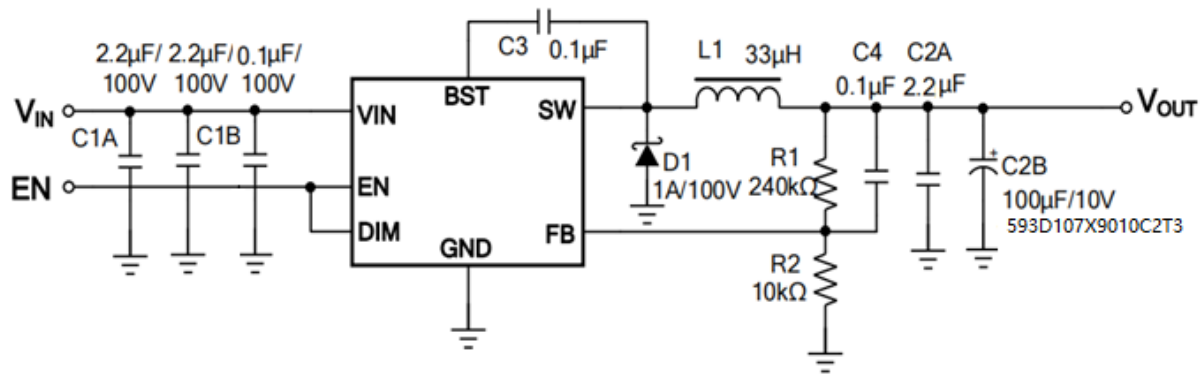 C3 0.1µF
L1 33µH
2.2µF/ 2.2µF/ 0.1µF/
100V 100V 100V
C4 C2A
0.1µF 2.2µF
BST
VIN VIN SW VOUT
C1A C1B
D1
1A/100V
R1
240kΩ
C2B
+
100µF/10V
593D107X9010C2T3
EN EN
DIM FB
GND
R2
10kΩ